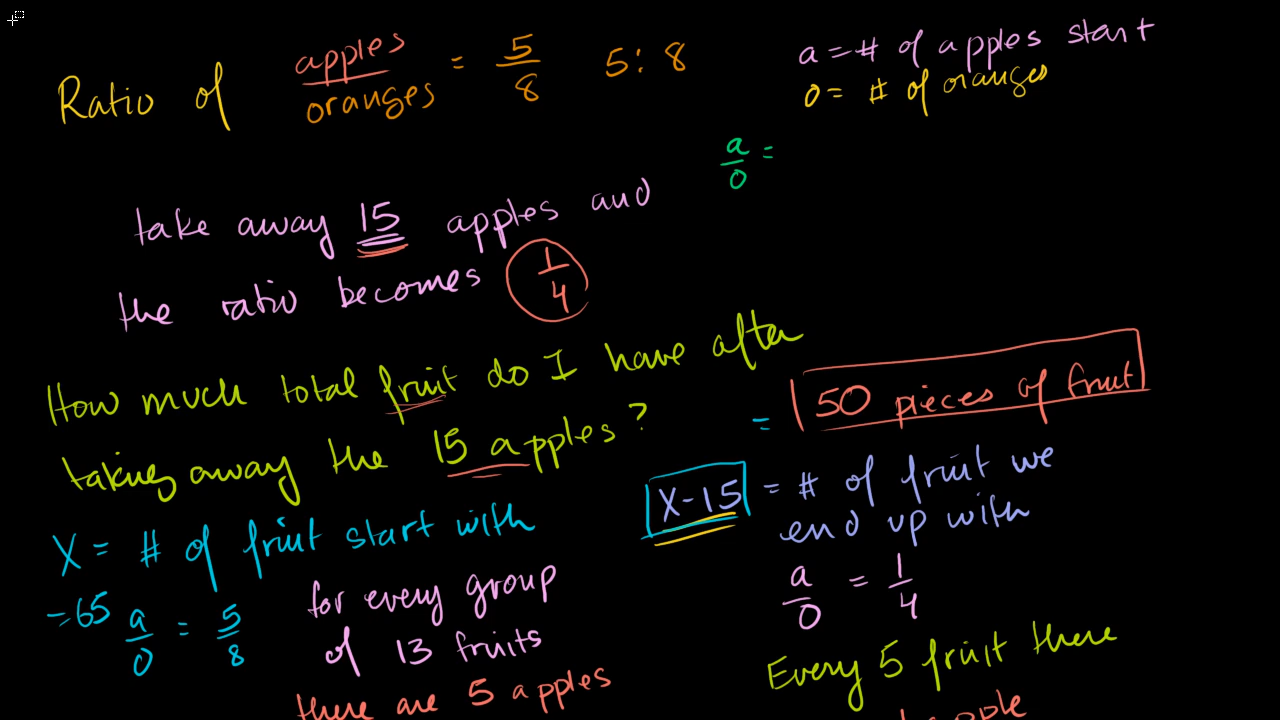 Ratio of apples/oranges = 5/8 5:8
a = # of apples start
o = # of oranges
a/o =
take away 15 apples and
the ratio becomes 1/4
How much total fruit do I have after
taking away the 15 apples?
= 50 pieces of fruit
X = # of fruit start with
= 65 a/o = 5/8
for every group
of 13 fruits
there are 5 apples
X-15 = # of fruit we
end up with
a/o = 1/4
Every 5 fruit there
apple